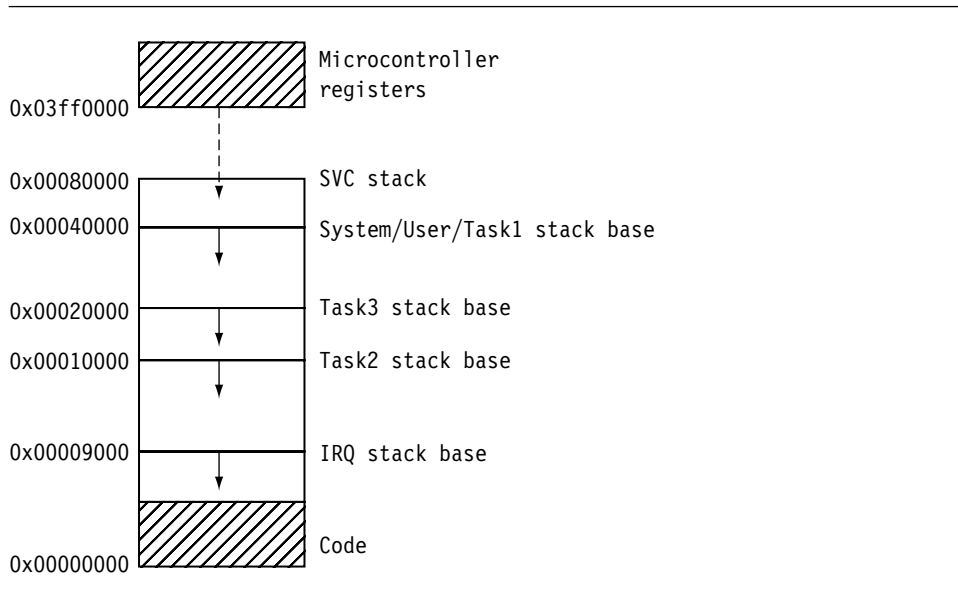 Microcontroller
registers
0x03ff0000
0x00080000 SVC stack
0x00040000 System/User/Task1 stack base
0x00020000 Task3 stack base
0x00010000 Task2 stack base
0x00009000 IRQ stack base
Code
0x00000000